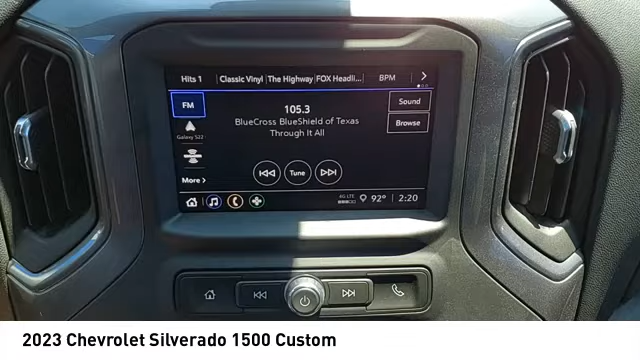 Hits 1 Classic Vinyl The Highway FOX Headli... BPM
FM
105.3
Sound
BlueCross BlueShield of Texas
Through It All
Browse
Galaxy S22
More
Tune
4G LTE 92° 2:20
2023 Chevrolet Silverado 1500 Custom